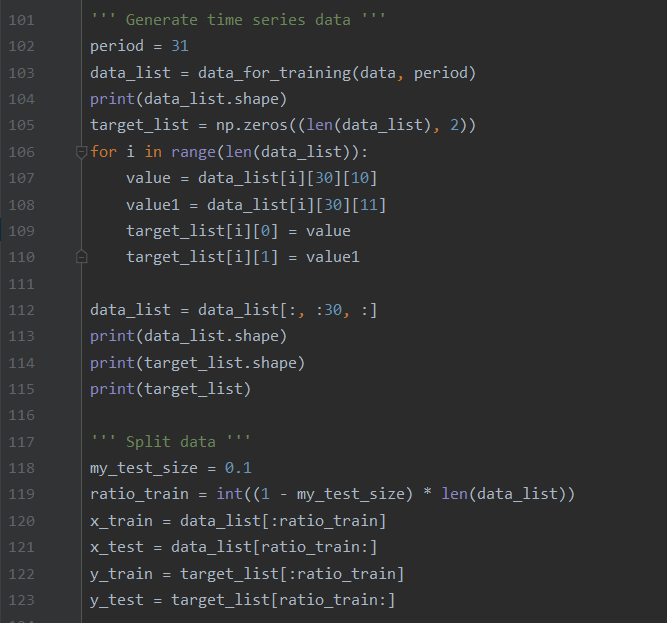 101 ''' Generate time series data '''
102 period = 31
103 data_list = data_for_training(data, period)
104 print(data_list.shape)
105 target_list = np.zeros((len(data_list), 2))
106 for i in range(len(data_list)):
107     value = data_list[i][30][10]
108     value1 = data_list[i][30][11]
109     target_list[i][0] = value
110     target_list[i][1] = value1
111
112 data_list = data_list[:, :30, :]
113 print(data_list.shape)
114 print(target_list.shape)
115 print(target_list)
116
117 ''' Split data '''
118 my_test_size = 0.1
119 ratio_train = int((1 - my_test_size) * len(data_list))
120 x_train = data_list[:ratio_train]
121 x_test = data_list[ratio_train:]
122 y_train = target_list[:ratio_train]
123 y_test = target_list[ratio_train:]